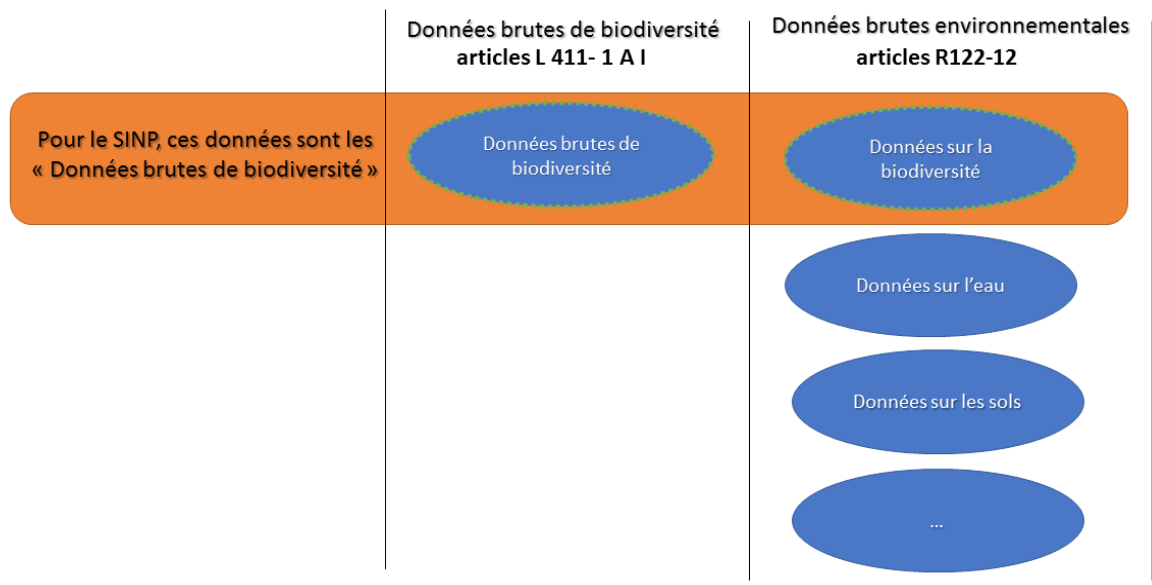 Données brutes de biodiversité
articles L 411- 1 A I
Données brutes environnementales
articles R122-12
Pour le SINP, ces données sont les
« Données brutes de biodiversité »
Données brutes de
biodiversité
Données sur la
biodiversité
Données sur l’eau
Données sur les sols
...